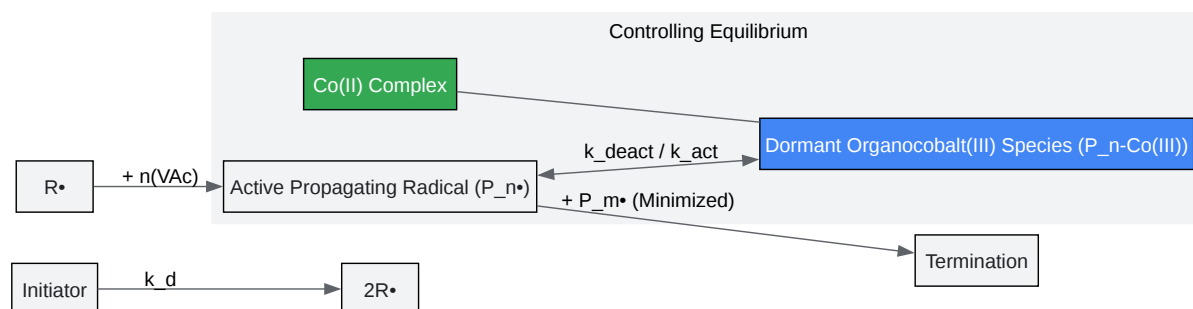 Controlling Equilibrium
Co(II) Complex
Dormant Organocobalt(III) Species (P_n-Co(III))
k_deact / k_act
R•
+ n(VAc)
Active Propagating Radical (P_n•)
+ P_m• (Minimized)
Termination
Initiator
k_d
2R•